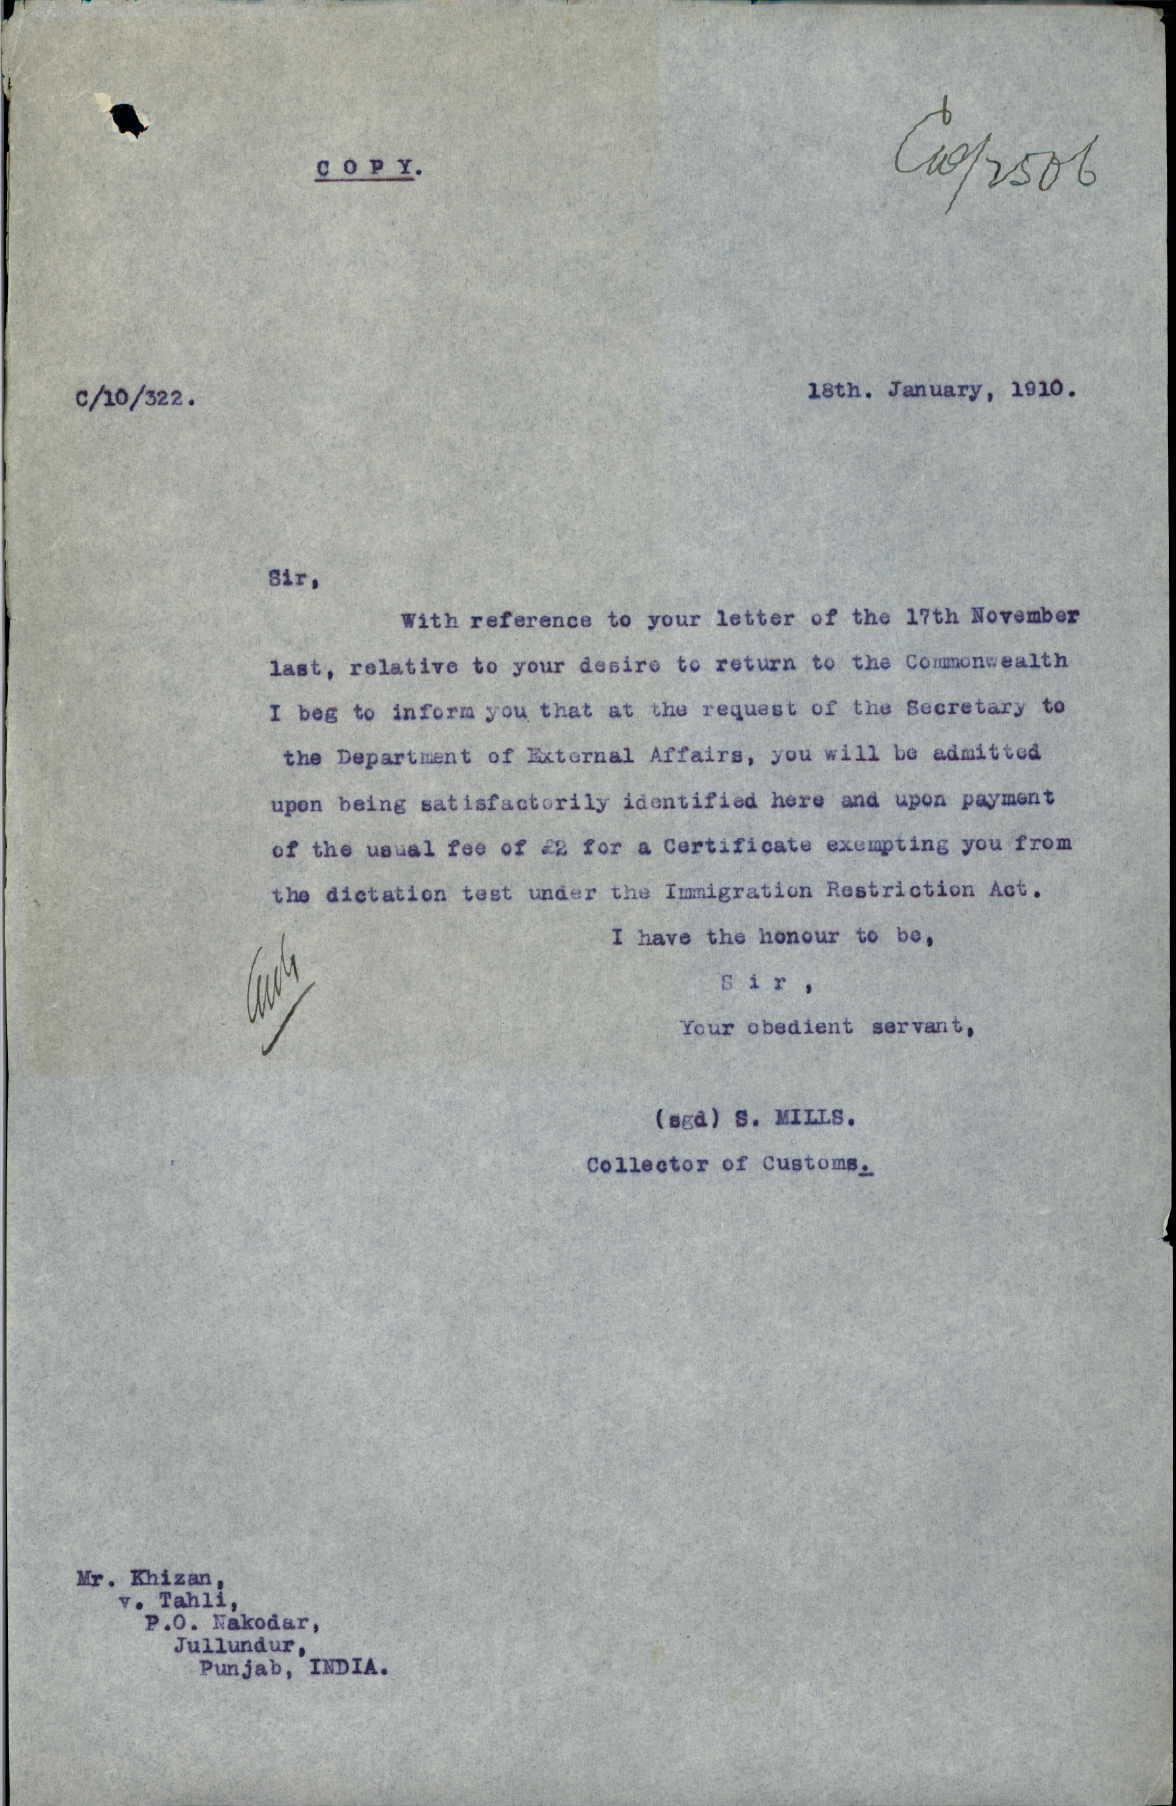 C O P Y.
C10/2506
C/10/322.
18th. January, 1910.
Sir,
With reference to your letter of the 17th November
last, relative to your desire to return to the Commonwealth
I beg to inform you that at the request of the Secretary to
the Department of External Affairs, you will be admitted
upon being satisfactorily identified here and upon payment
of the usual fee of £2 for a Certificate exempting you from
the dictation test under the Immigration Restriction Act.
I have the honour to be,
S i r ,
Your obedient servant,
(sgd) S. MILLS.
Collector of Customs.
Mr. Khizan,
v. Tahli,
P.O. Nakodar,
Jullundur,
Punjab, INDIA.